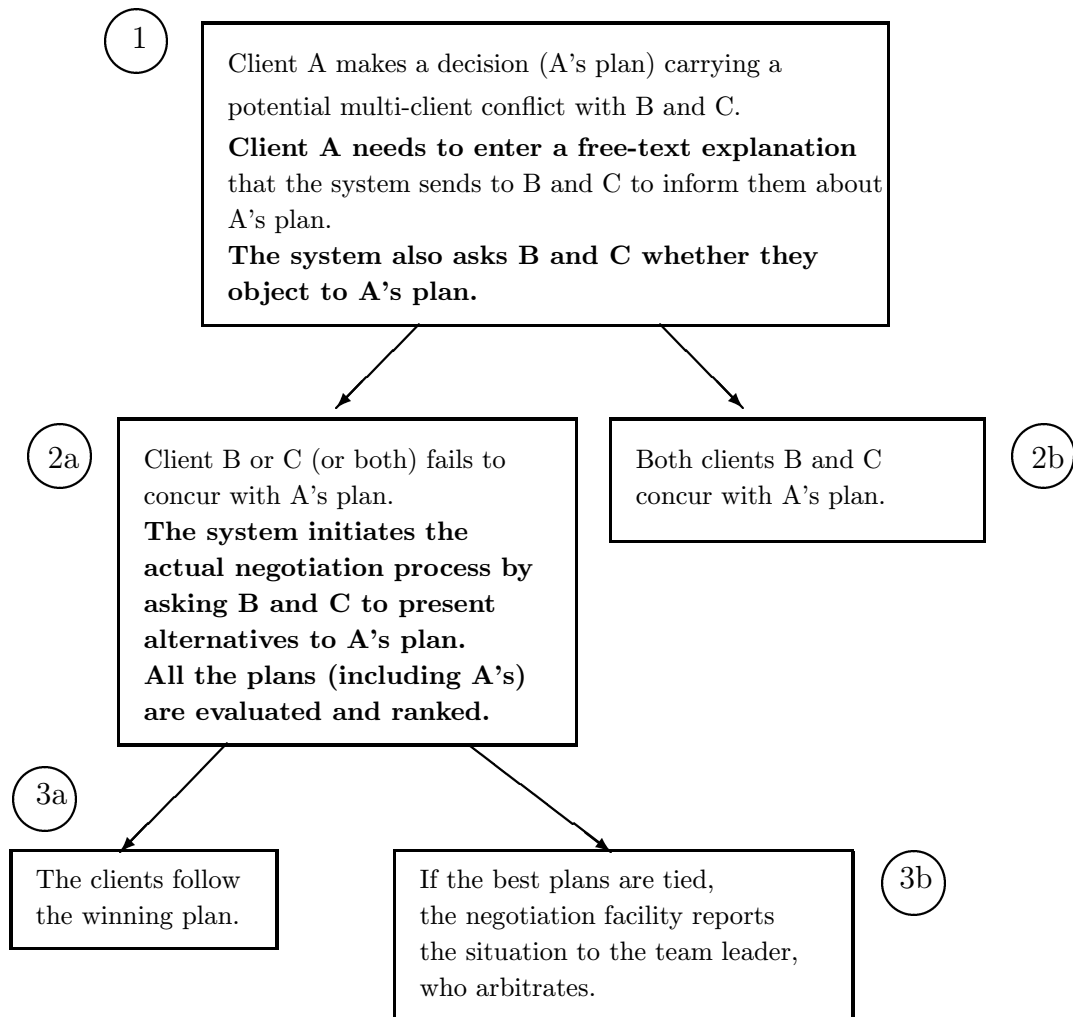 1
Client A makes a decision (A's plan) carrying a
potential multi-client conflict with B and C.
Client A needs to enter a free-text explanation
that the system sends to B and C to inform them about
A's plan.
The system also asks B and C whether they
object to A's plan.
2a
Client B or C (or both) fails to
concur with A's plan.
The system initiates the
actual negotiation process by
asking B and C to present
alternatives to A's plan.
All the plans (including A's)
are evaluated and ranked.
Both clients B and C
concur with A's plan.
2b
3a
The clients follow
the winning plan.
If the best plans are tied,
the negotiation facility reports
the situation to the team leader,
who arbitrates.
3b